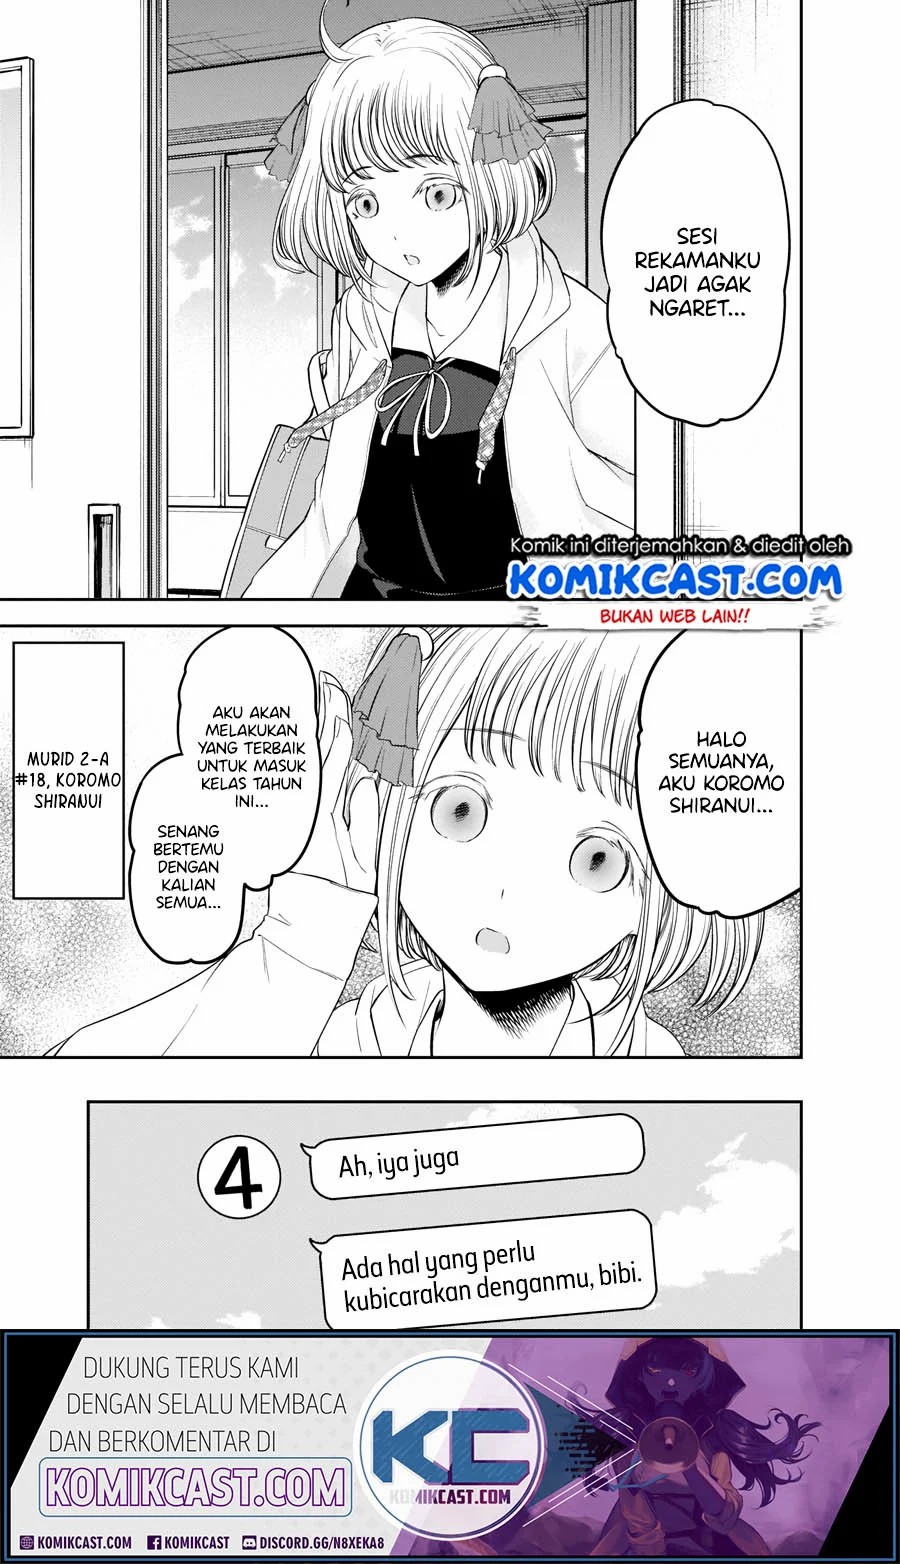 SESI
REKAMANKU
JADI AGAK
NGARET...
Komik ini diterjemahkan & diedit oleh
KOMIKCAST.COM
BUKAN WEB LAIN!!
HALO
SEMUANYA,
AKU KOROMO
SHIRANUI...
AKU AKAN
MELAKUKAN
YANG TERBAIK
UNTUK MASUK
KELAS TAHUN
INI...
SENANG
BERTEMU
DENGAN
KALIAN
SEMUA...
MURID 2-A
#18, KOROMO
SHIRANUI
4
Ah, iya juga
Ada hal yang perlu
kubicarakan denganmu, bibi.
DUKUNG TERUS KAMI
DENGAN SELALU MEMBACA
DAN BERKOMENTAR DI
KOMIKCAST.COM
KC
KOMIKCAST.COM
KOMIKCAST.COM
KOMIKCAST
DISCORD.GG/N8XEKA8